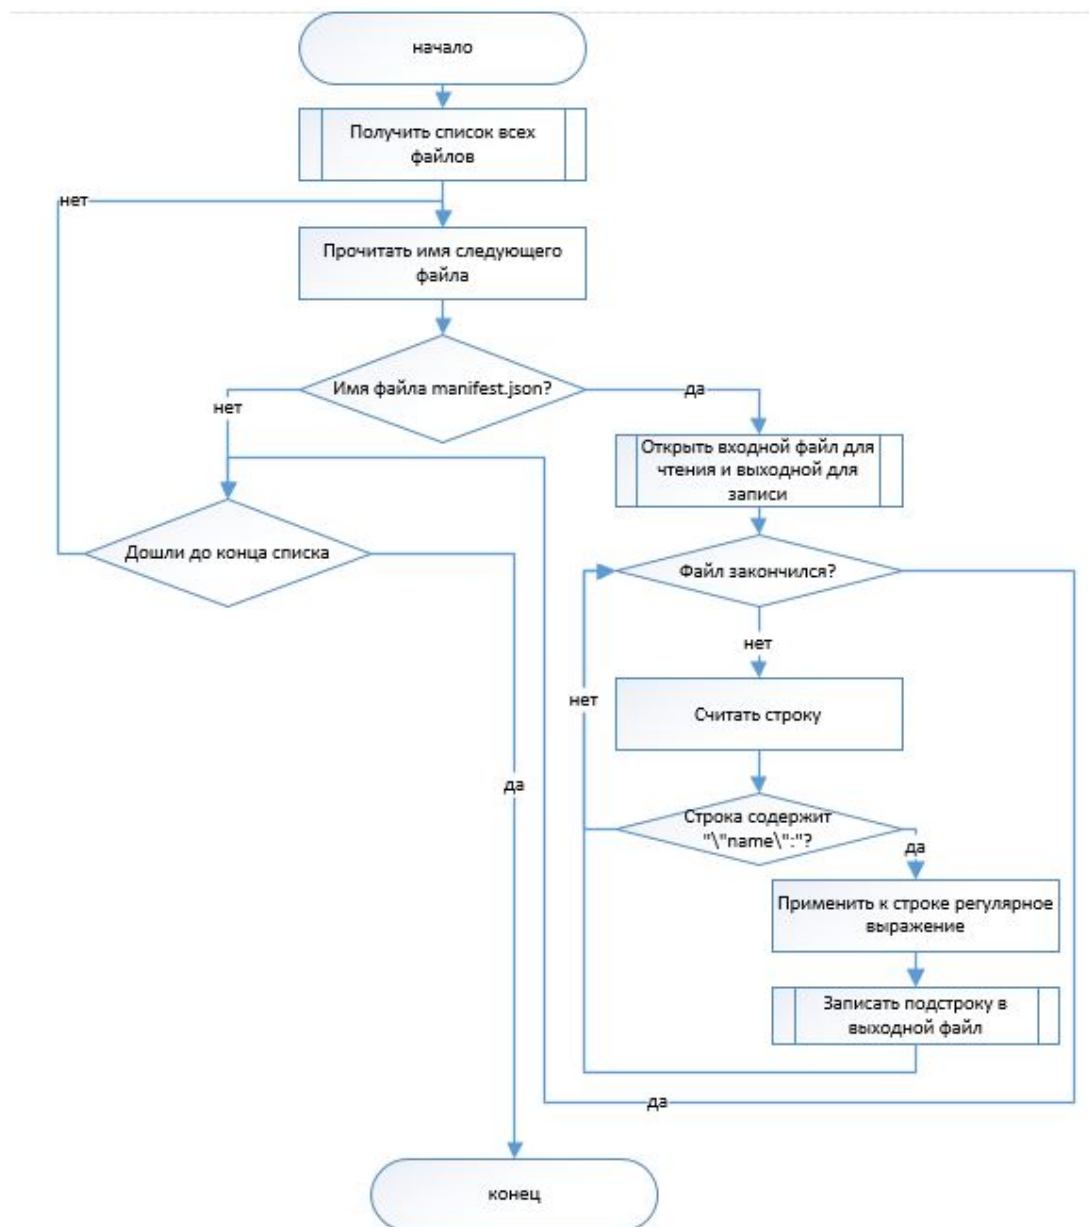 начало
Получить список всех
файлов
нет
Прочитать имя следующего
файла
Имя файла manifest.json?
да
нет
Открыть входной файл для
чтения и выходной для
записи
Дошли до конца списка
Файл закончился?
нет
нет
Считать строку
да
Строка содержит
"\"name\":"?
да
Применить к строке регулярное
выражение
Записать подстроку в
выходной файл
да
конец